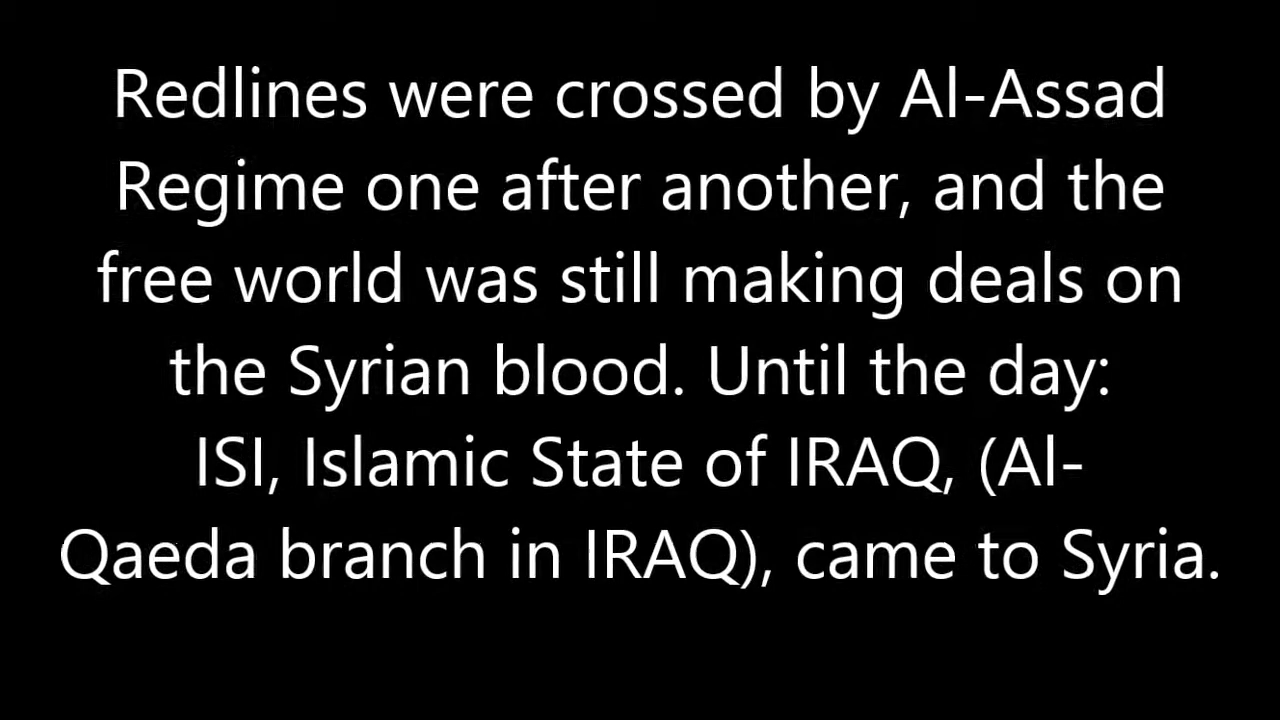 Redlines were crossed by Al-Assad
Regime one after another, and the
free world was still making deals on
the Syrian blood. Until the day:
ISI, Islamic State of IRAQ, (Al-
Qaeda branch in IRAQ), came to Syria.